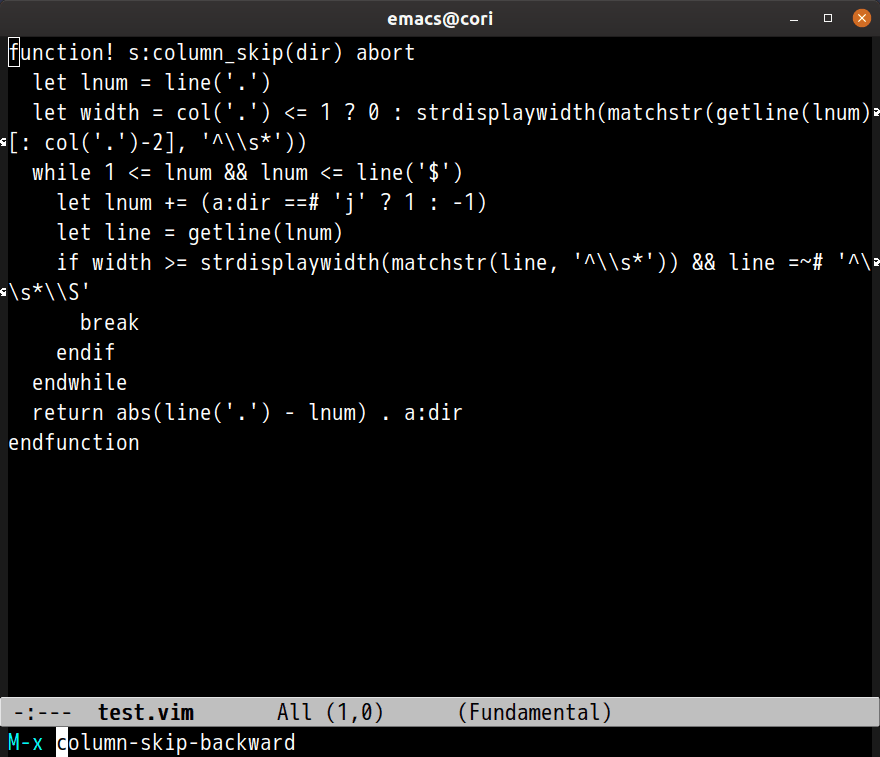 emacs@cori
function! s:column_skip(dir) abort
  let lnum = line('.')
  let width = col('.') <= 1 ? 0 : strdisplaywidth(matchstr(getline(lnum)
[: col('.')-2], '^\\s*'))
  while 1 <= lnum && lnum <= line('$')
    let lnum += (a:dir ==# 'j' ? 1 : -1)
    let line = getline(lnum)
    if width >= strdisplaywidth(matchstr(line, '^\\s*')) && line =~# '^\
\s*\\S'
      break
    endif
  endwhile
  return abs(line('.') - lnum) . a:dir
endfunction
-:---  test.vim       All (1,0)      (Fundamental)
M-x column-skip-backward